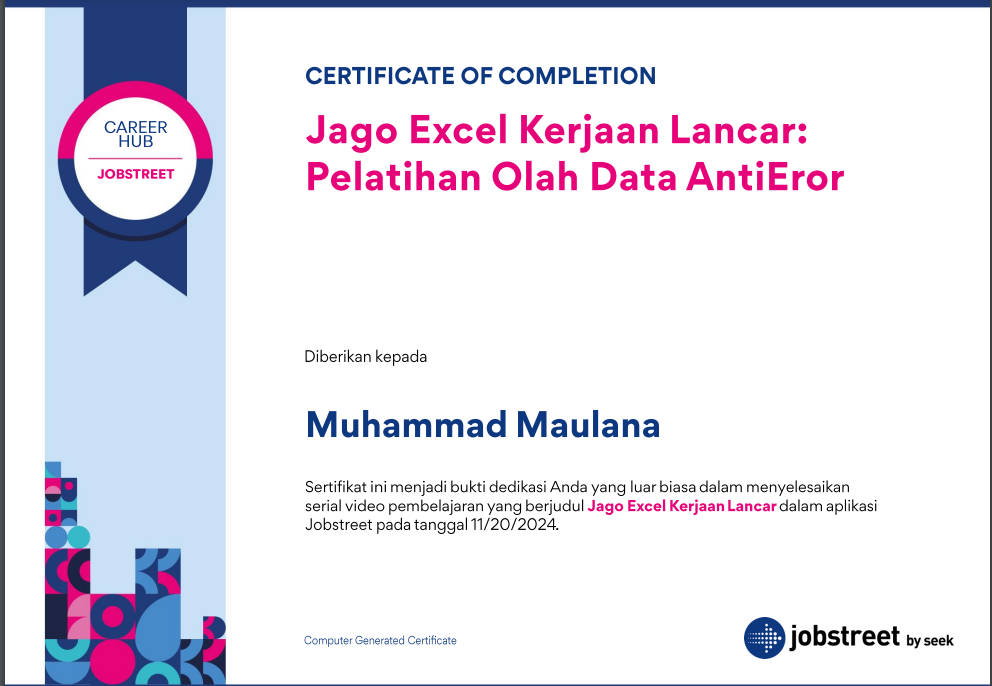 CAREER
HUB
JOBSTREET
CERTIFICATE OF COMPLETION
Jago Excel Kerjaan Lancar:
Pelatihan Olah Data AntiEror
Diberikan kepada
Muhammad Maulana
Sertifikat ini menjadi bukti dedikasi Anda yang luar biasa dalam menyelesaikan
serial video pembelajaran yang berjudul Jago Excel Kerjaan Lancar dalam aplikasi
Jobstreet pada tanggal 11/20/2024.
Computer Generated Certificate
jobstreet by seek